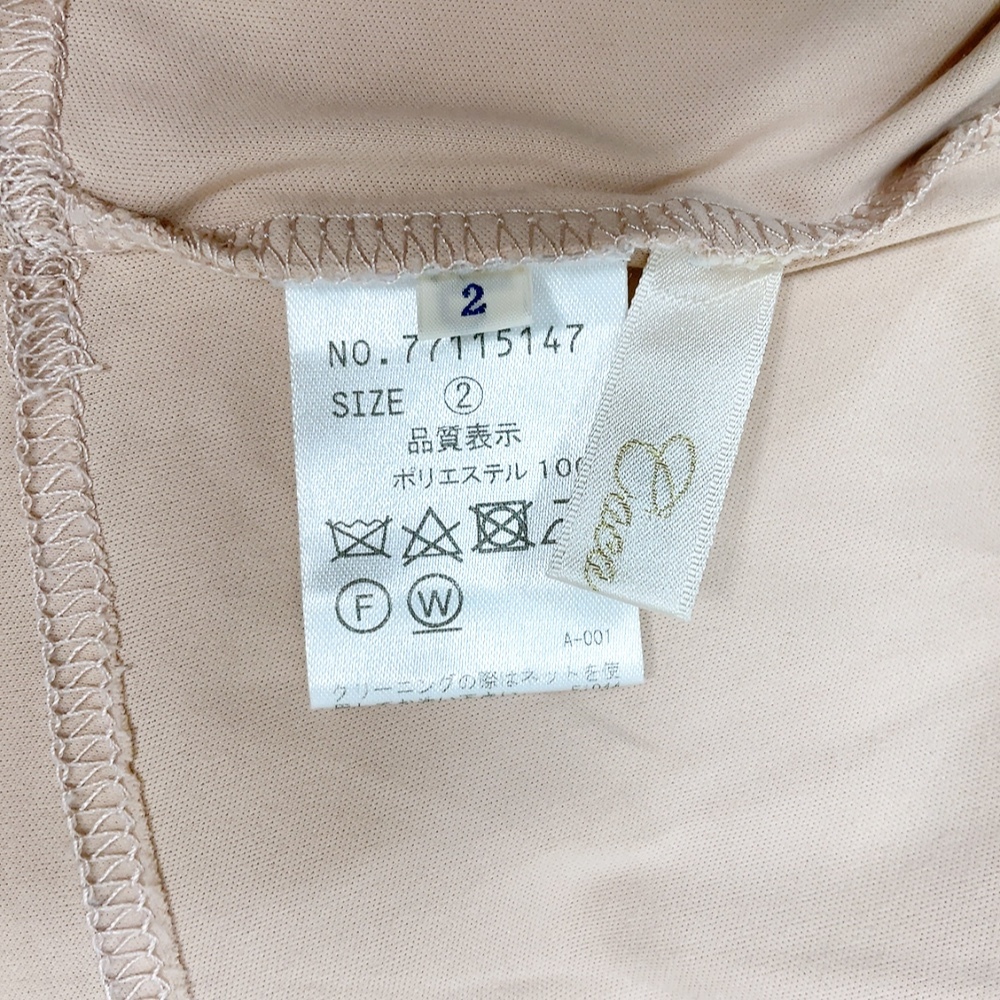 2
NO.77115147
SIZE ②
品質表示
ポリエステル 100
F W
A-001
クリーニングの際はネットを使